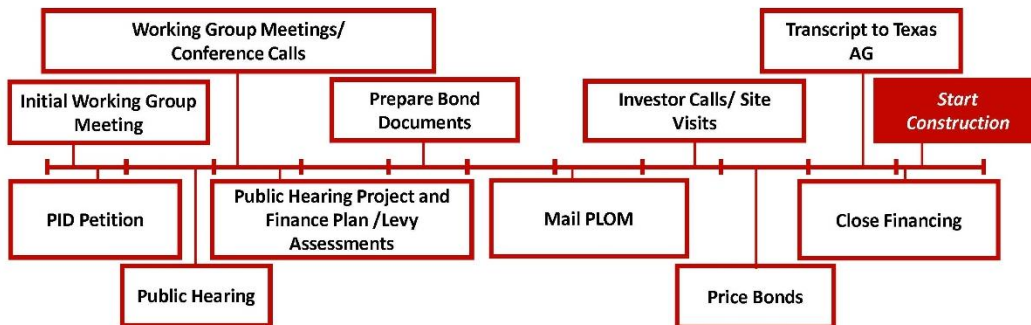 Working Group Meetings/
Conference Calls
Transcript to Texas
AG
Initial Working Group
Meeting
Prepare Bond
Documents
Investor Calls/ Site
Visits
Start
Construction
PID Petition
Public Hearing Project and
Finance Plan /Levy
Assessments
Mail PLOM
Close Financing
Public Hearing
Price Bonds